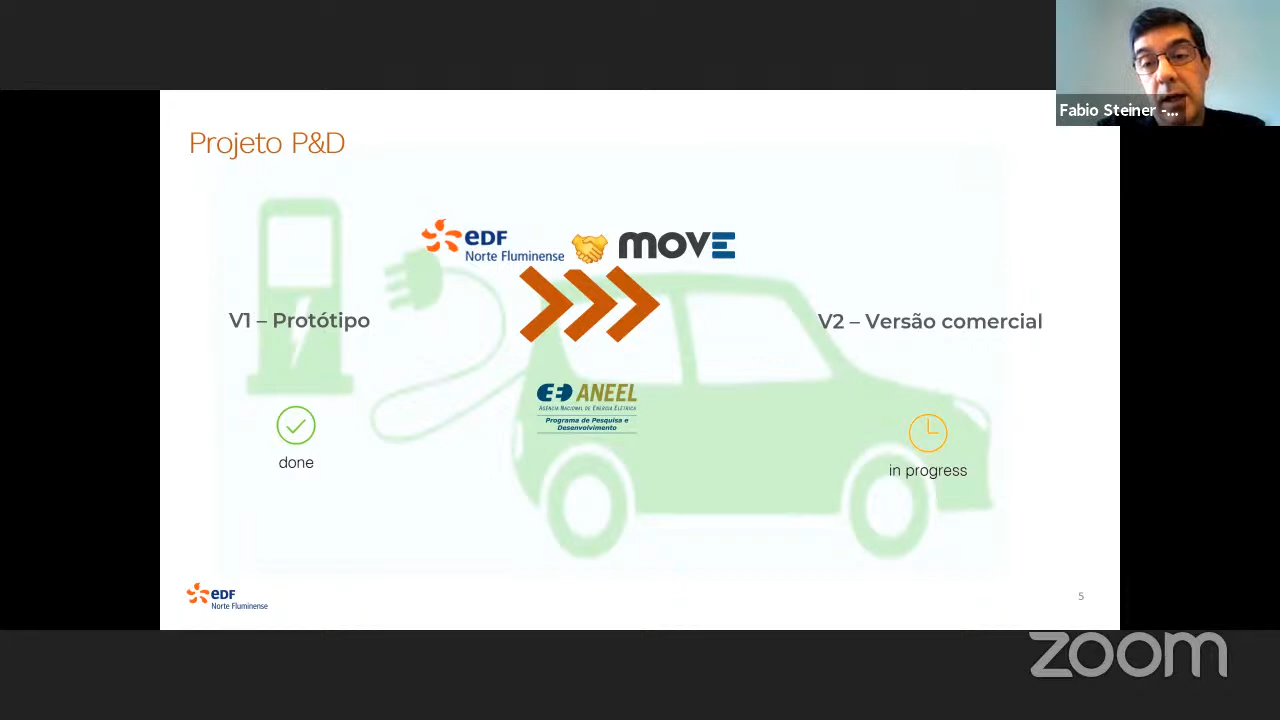 Fabio Steiner -...
Projeto P&D
eDF
Norte Fluminense
move
V1 – Protótipo
V2 – Versão comercial
ANEEL
AGÊNCIA NACIONAL DE ENERGIA ELÉTRICA
Programa de Pesquisa e
Desenvolvimento
done
in progress
eDF
Norte Fluminense
5
zoom